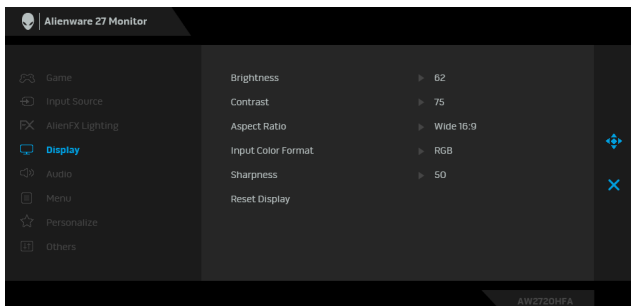 Alienware 27 Monitor
Game
Input Source
AlienFX Lighting
Display
Audio
Menu
Personalize
Others
Brightness 62
Contrast 75
Aspect Ratio Wide 16:9
Input Color Format RGB
Sharpness 50
Reset Display
AW2720HFA